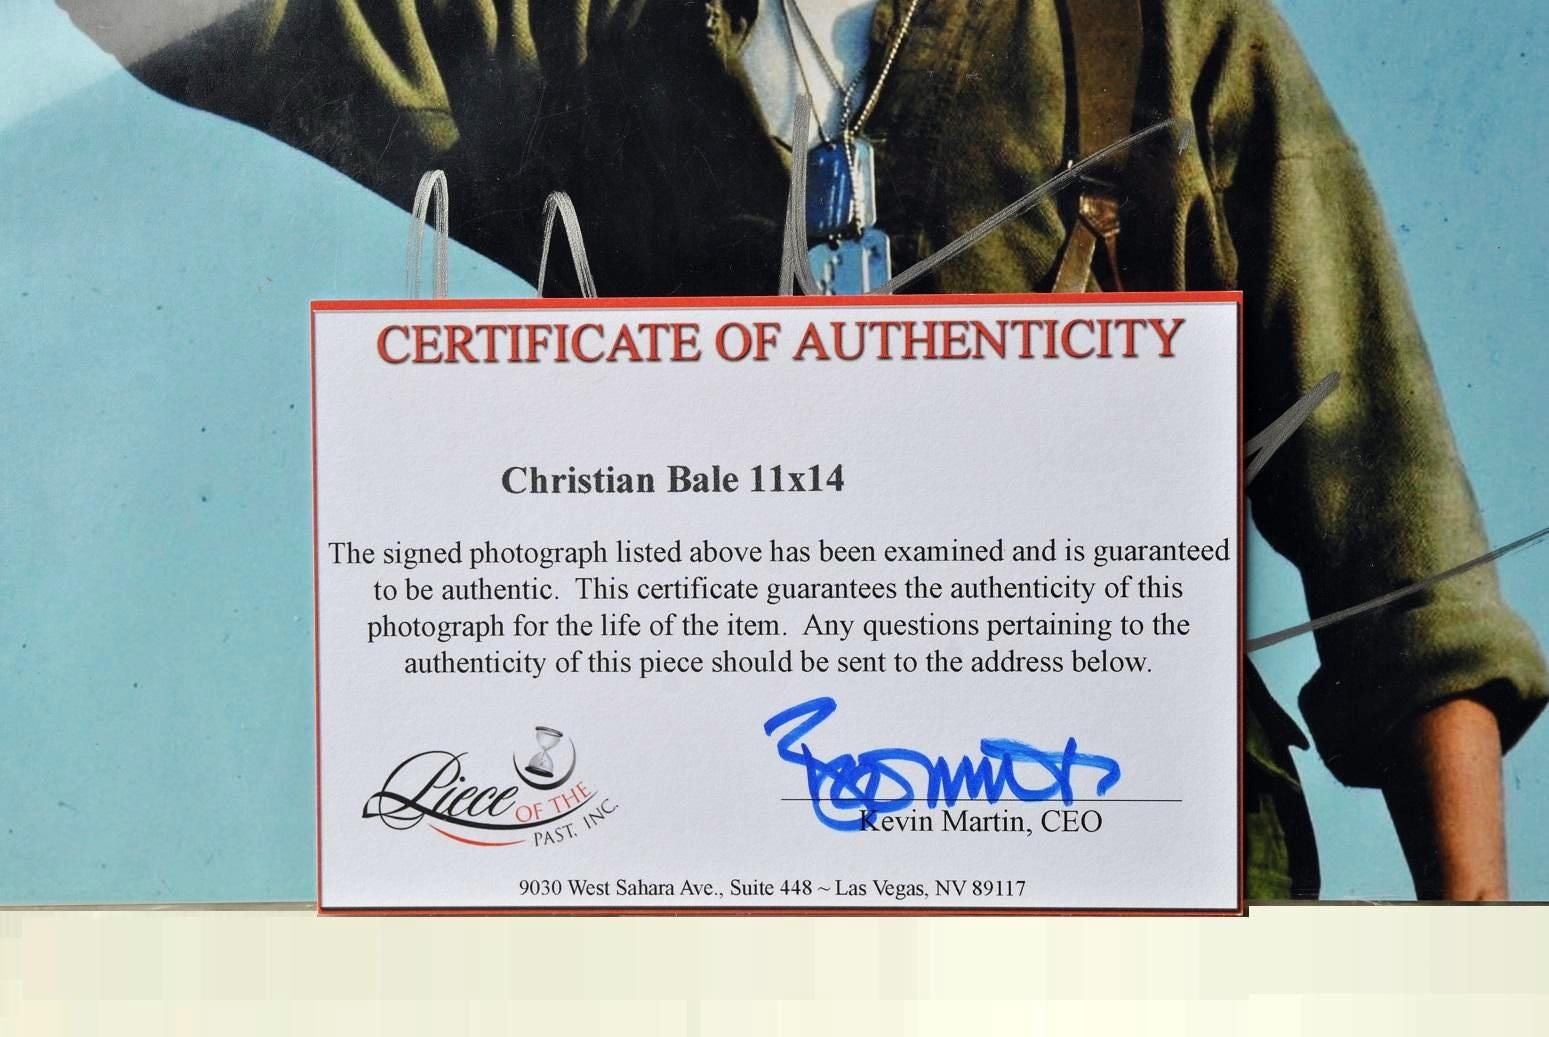 CERTIFICATE OF AUTHENTICITY
Christian Bale 11x14
The signed photograph listed above has been examined and is guaranteed
to be authentic.  This certificate guarantees the authenticity of this
photograph for the life of the item.  Any questions pertaining to the
authenticity of this piece should be sent to the address below.
Piece OF THE
PAST, INC.
Kevin Martin, CEO
9030 West Sahara Ave., Suite 448 ~ Las Vegas, NV 89117